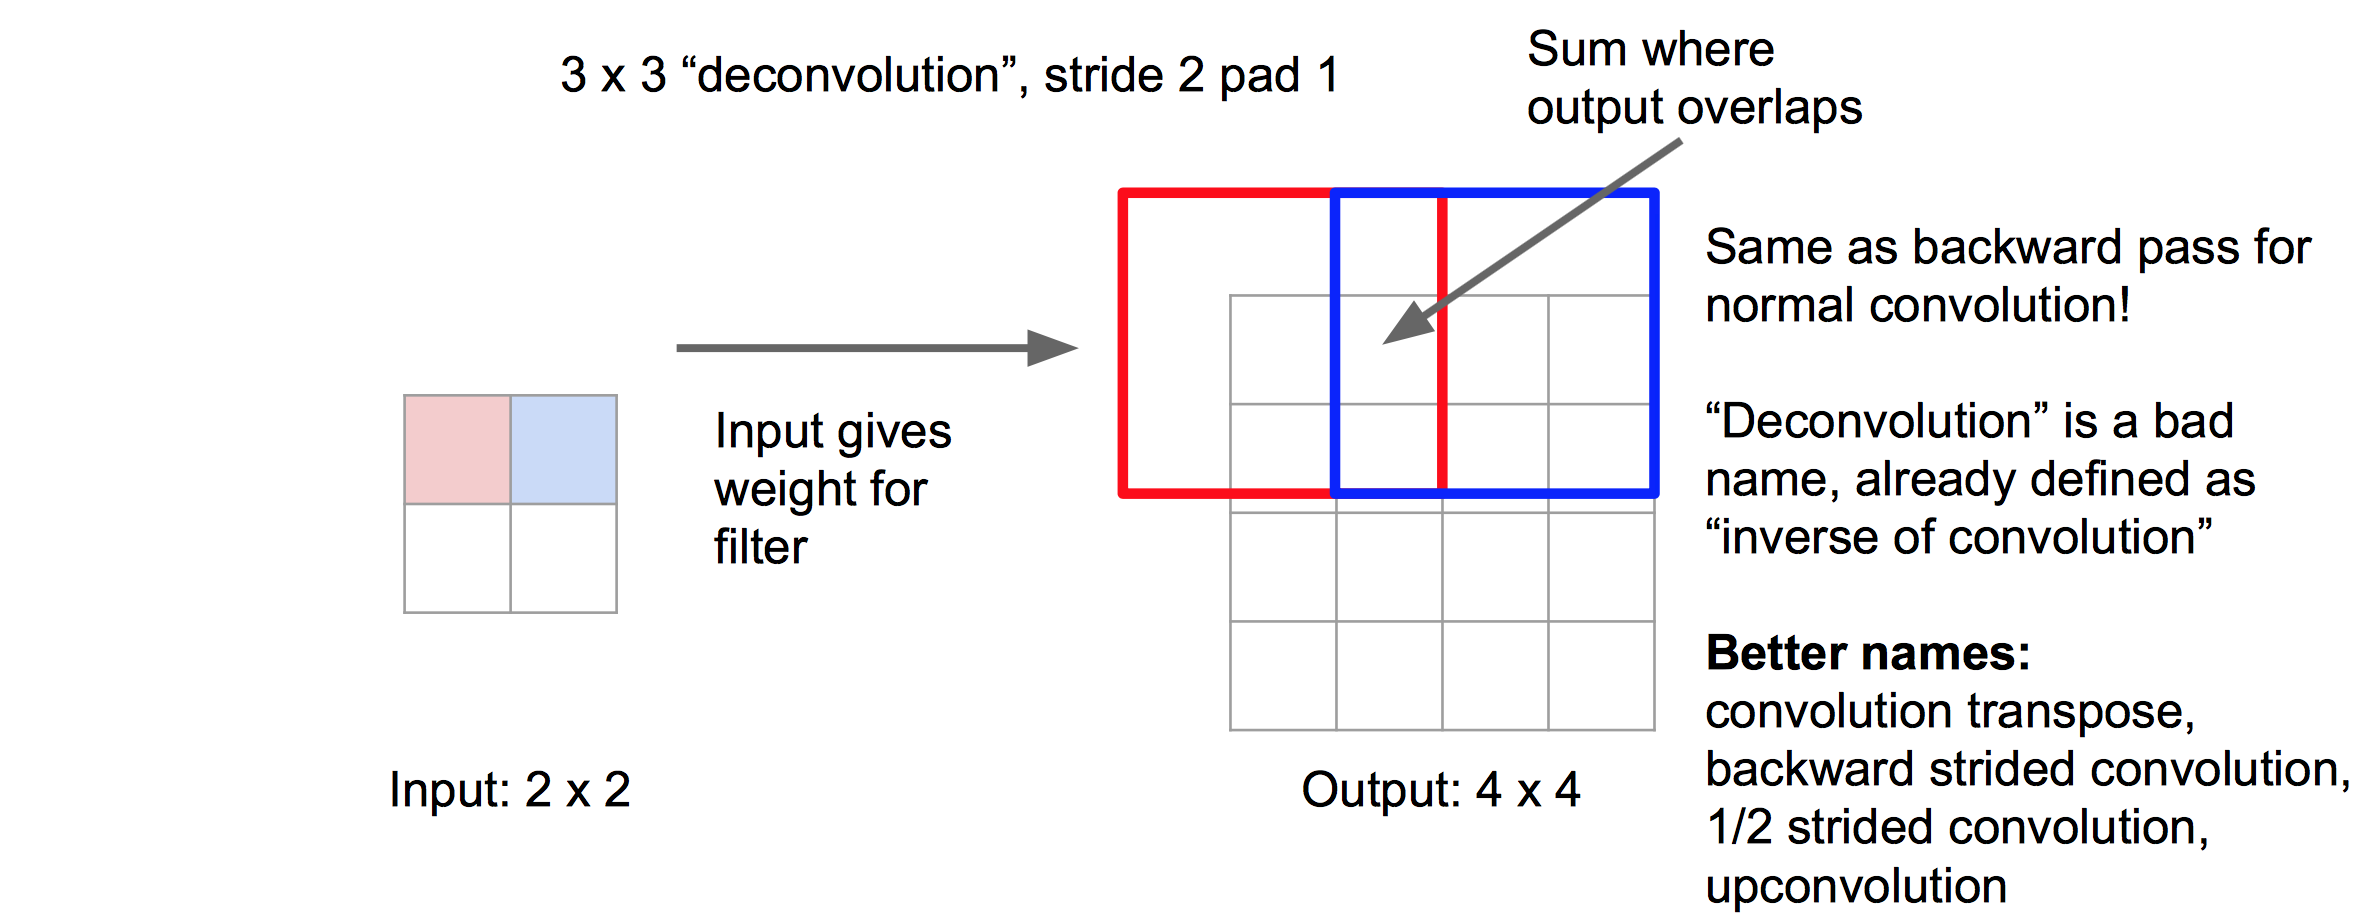 3 x 3 “deconvolution”, stride 2 pad 1
Sum where
output overlaps
Same as backward pass for
normal convolution!
Input gives
weight for
filter
“Deconvolution” is a bad
name, already defined as
“inverse of convolution”
Better names:
convolution transpose,
backward strided convolution,
1/2 strided convolution,
upconvolution
Input: 2 x 2
Output: 4 x 4